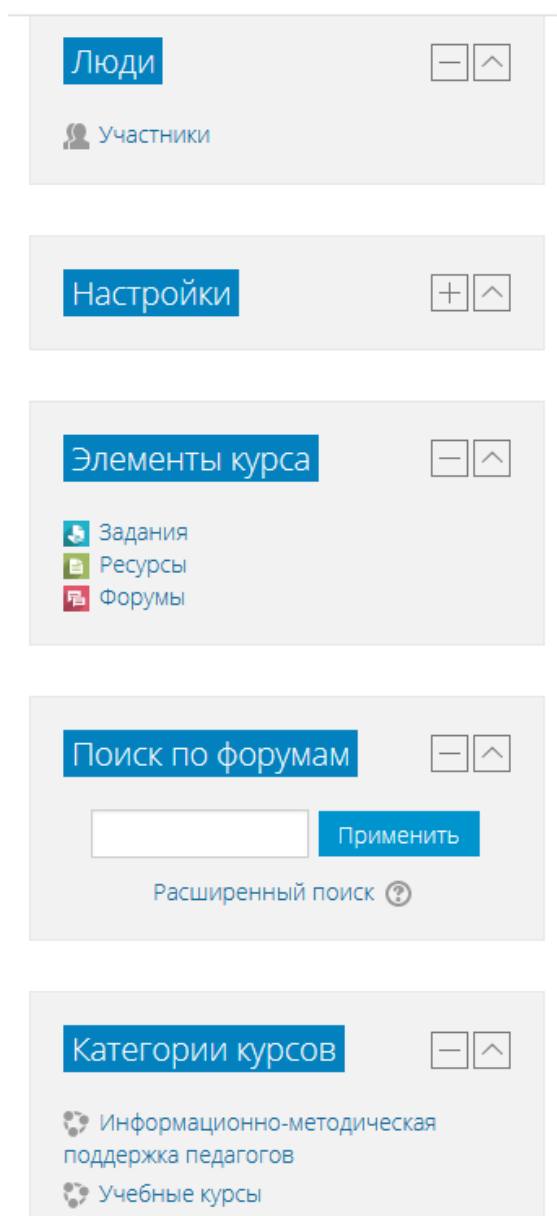 Люди
Участники
Настройки
Элементы курса
Задания
Ресурсы
Форумы
Поиск по форумам
Применить
Расширенный поиск
Категории курсов
Информационно-методическая
поддержка педагогов
Учебные курсы